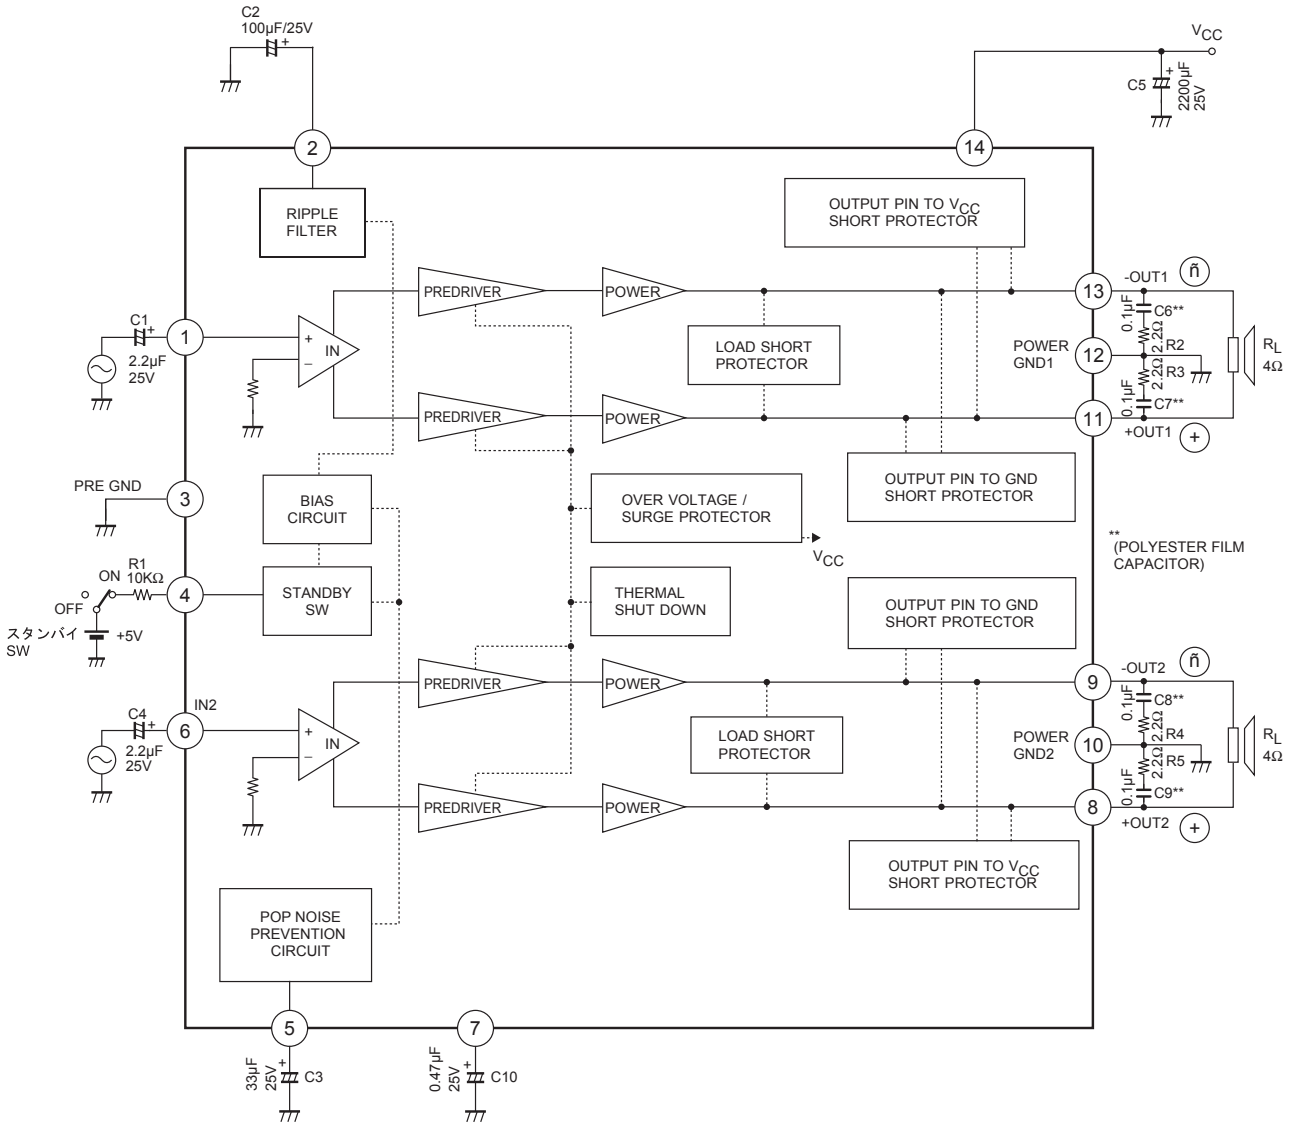 C2
100µF/25V
+
VCC
C5
+
2200µF
25V
2
14
RIPPLE
FILTER
OUTPUT PIN TO VCC
SHORT PROTECTOR
PREDRIVER
POWER
13
-OUT1
ñ
C1
+
2.2µF
25V
1
+
−
IN
LOAD SHORT
PROTECTOR
POWER
GND1
12
0.1µF
C6**
2.2Ω
R2
2.2Ω
R3
0.1µF
C7**
RL
4Ω
PREDRIVER
POWER
11
+OUT1
+
PRE GND
3
BIAS
CIRCUIT
OVER VOLTAGE /
SURGE PROTECTOR
VCC
OUTPUT PIN TO GND
SHORT PROTECTOR
**
(POLYESTER FILM
CAPACITOR)
R1
10KΩ
ON
OFF
スタンバイ
SW
+5V
4
STANDBY
SW
THERMAL
SHUT DOWN
OUTPUT PIN TO GND
SHORT PROTECTOR
PREDRIVER
POWER
9
-OUT2
ñ
C4
+
2.2µF
25V
6
IN2
+
−
IN
LOAD SHORT
PROTECTOR
POWER
GND2
10
0.1µF
C8**
2.2Ω
R4
2.2Ω
R5
0.1µF
C9**
RL
4Ω
PREDRIVER
POWER
8
+OUT2
+
OUTPUT PIN TO VCC
SHORT PROTECTOR
POP NOISE
PREVENTION
CIRCUIT
5
7
33µF
25V
+
C3
0.47µF
25V
+
C10